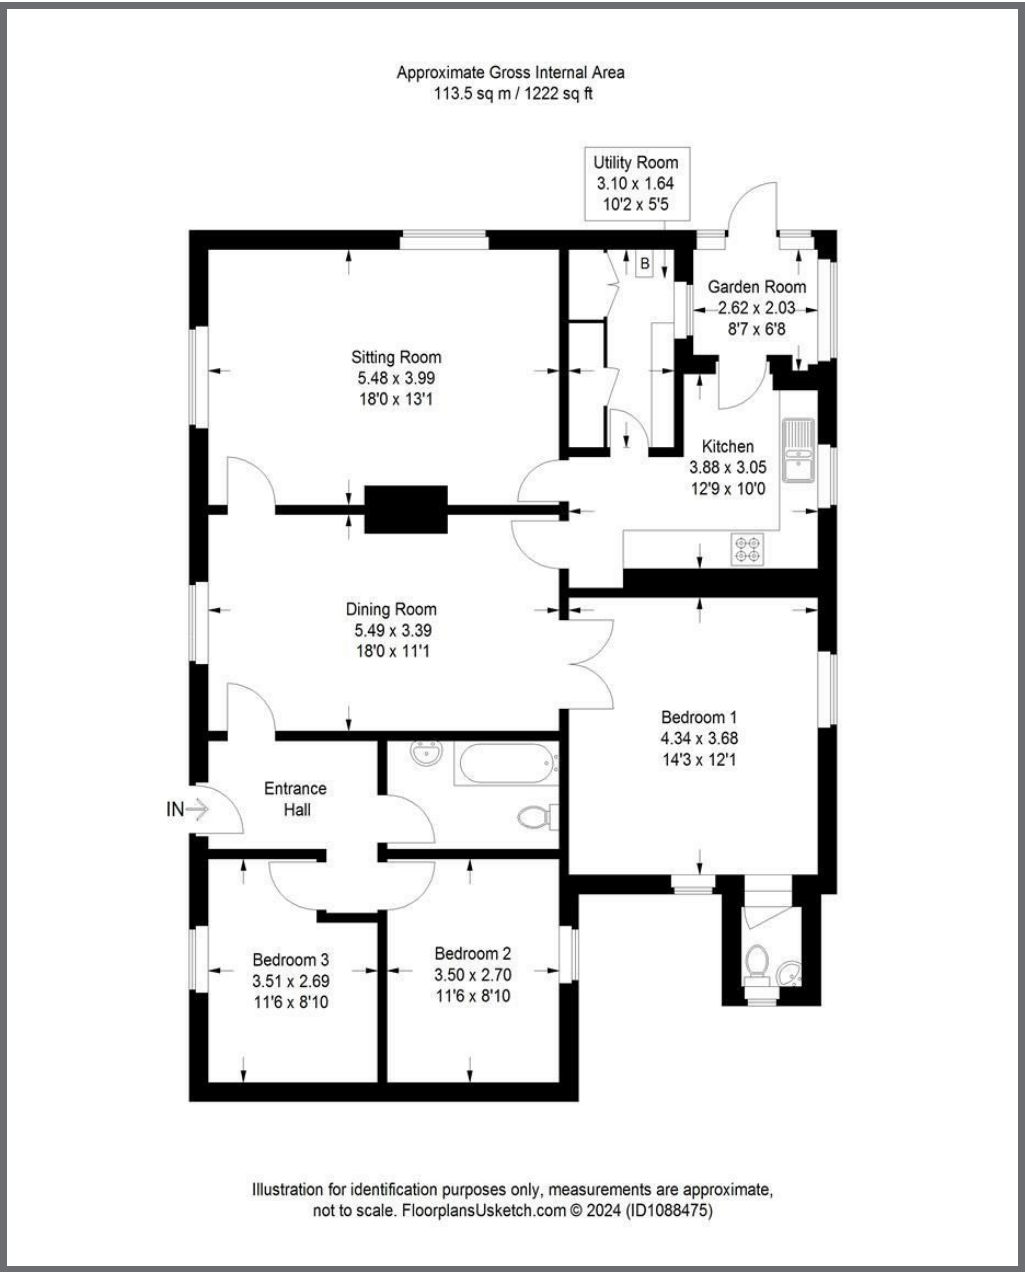 Approximate Gross Internal Area
113.5 sq m / 1222 sq ft
Utility Room
3.10 x 1.64
10'2 x 5'5
B
Garden Room
2.62 x 2.03
8'7 x 6'8
Sitting Room
5.48 x 3.99
18'0 x 13'1
Kitchen
3.88 x 3.05
12'9 x 10'0
Dining Room
5.49 x 3.39
18'0 x 11'1
Bedroom 1
4.34 x 3.68
14'3 x 12'1
Entrance
Hall
IN
Bedroom 3
3.51 x 2.69
11'6 x 8'10
Bedroom 2
3.50 x 2.70
11'6 x 8'10
Illustration for identification purposes only, measurements are approximate,
not to scale. FloorplansUsketch.com © 2024 (ID1088475)